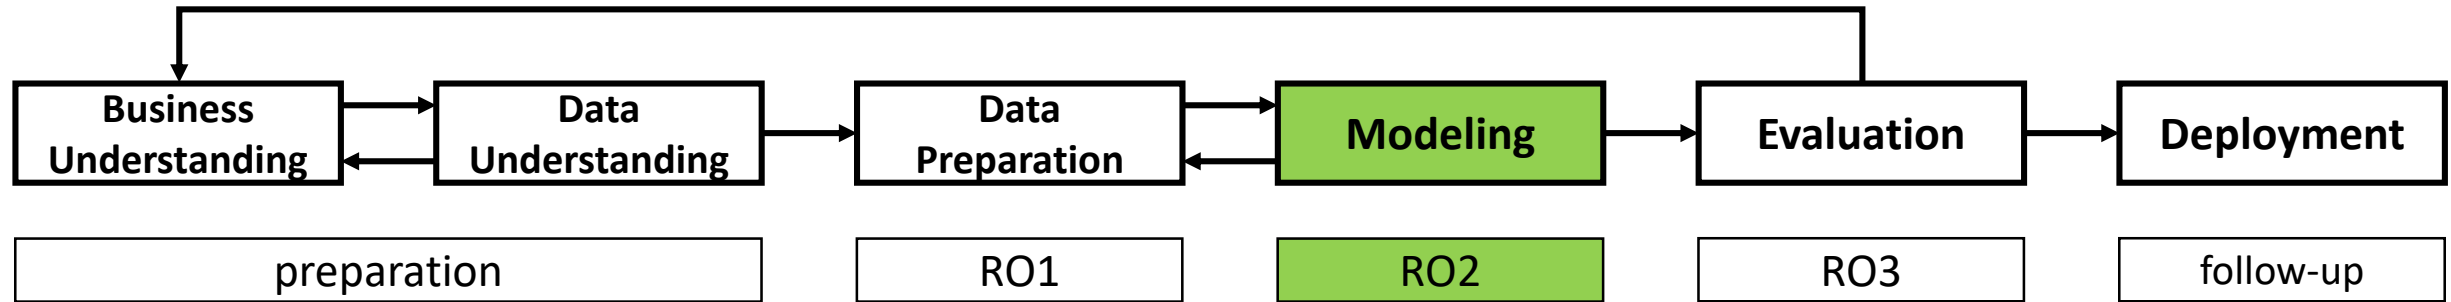 Business
Understanding
Data
Understanding
Data
Preparation
Modeling
Evaluation
Deployment
preparation
RO1
RO2
RO3
follow-up